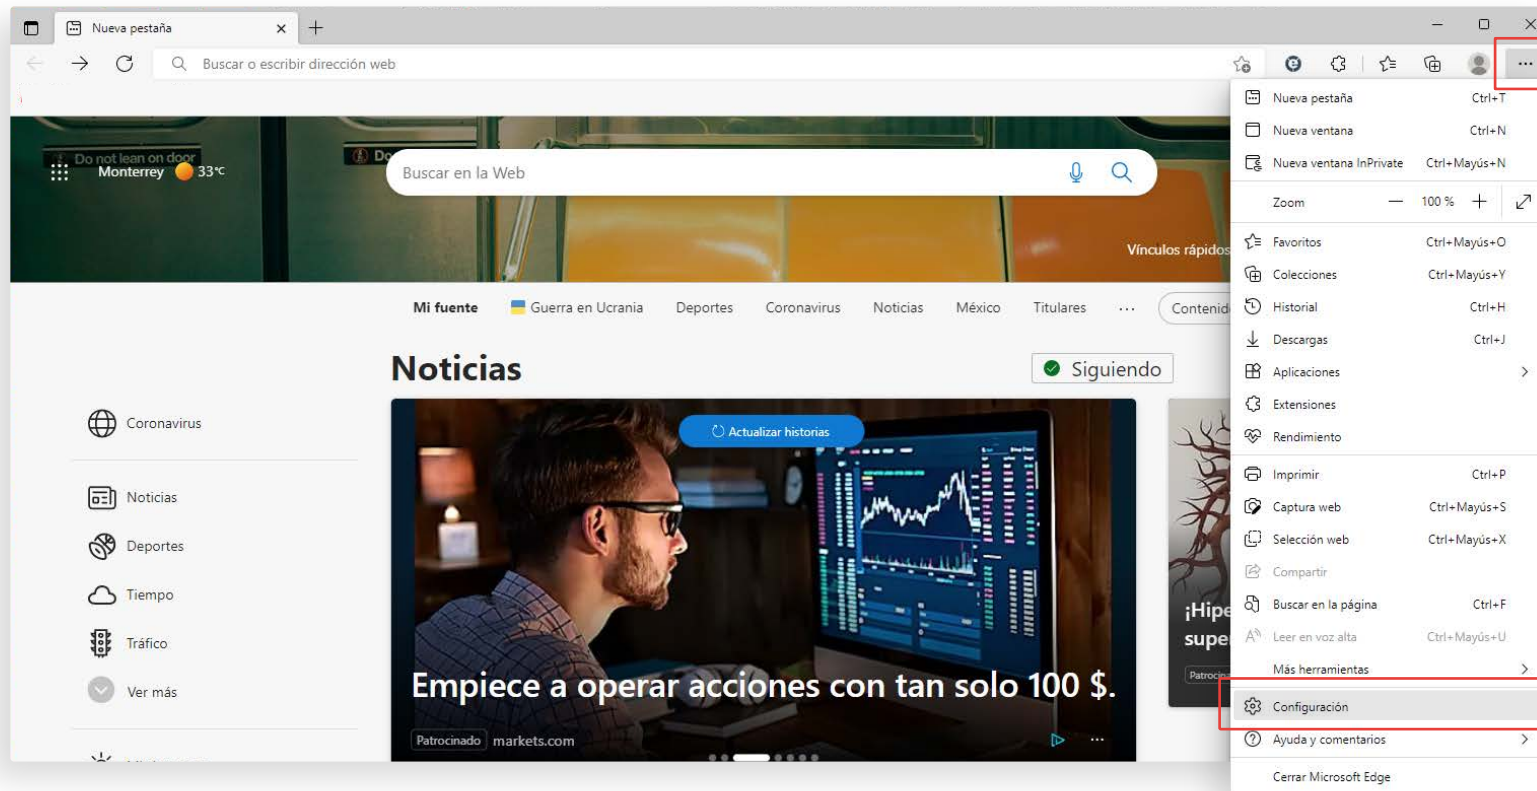 Nueva pestaña
Buscar o escribir dirección web
Do not lean on door
Do
Monterrey 33°C
Buscar en la Web
Vínculos rápidos
Mi fuente Guerra en Ucrania Deportes Coronavirus Noticias México Titulares ... Contenid
Noticias
Siguiendo
Coronavirus
Noticias
Deportes
Tiempo
Tráfico
Ver más
Actualizar historias
Empiece a operar acciones con tan solo 100 $.
Patrocinado markets.com
¡Hipe
supe
Patrocina
Nueva pestaña Ctrl+T
Nueva ventana Ctrl+N
Nueva ventana InPrivate Ctrl+Mayús+N
Zoom — 100 % +
Favoritos Ctrl+Mayús+O
Colecciones Ctrl+Mayús+Y
Historial Ctrl+H
Descargas Ctrl+J
Aplicaciones
Extensiones
Rendimiento
Imprimir Ctrl+P
Captura web Ctrl+Mayús+S
Selección web Ctrl+Mayús+X
Compartir
Buscar en la página Ctrl+F
Leer en voz alta Ctrl+Mayús+U
Más herramientas
Configuración
Ayuda y comentarios
Cerrar Microsoft Edge